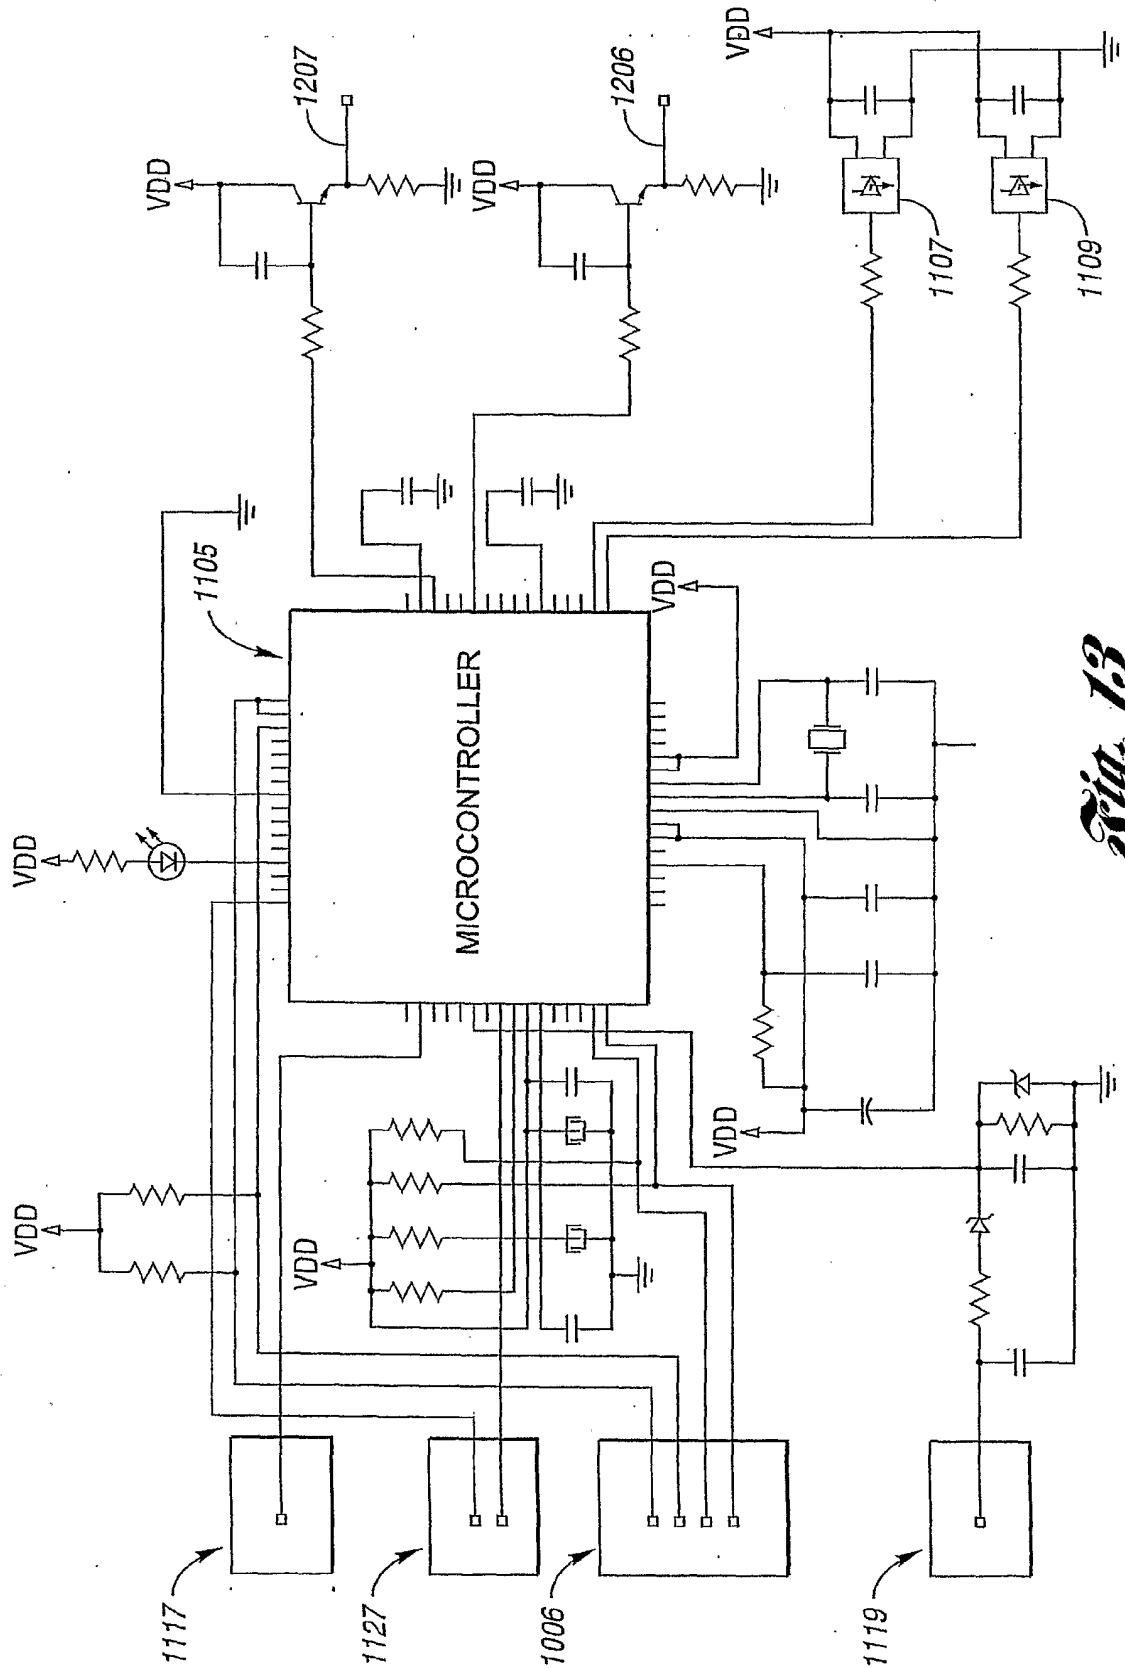 1117
1127
1006
1119
VDD
VDD
VDD
VDD
1105
MICROCONTROLLER
VDD
VDD
1207
VDD
1206
1107
1109
VDD
Fig. 13